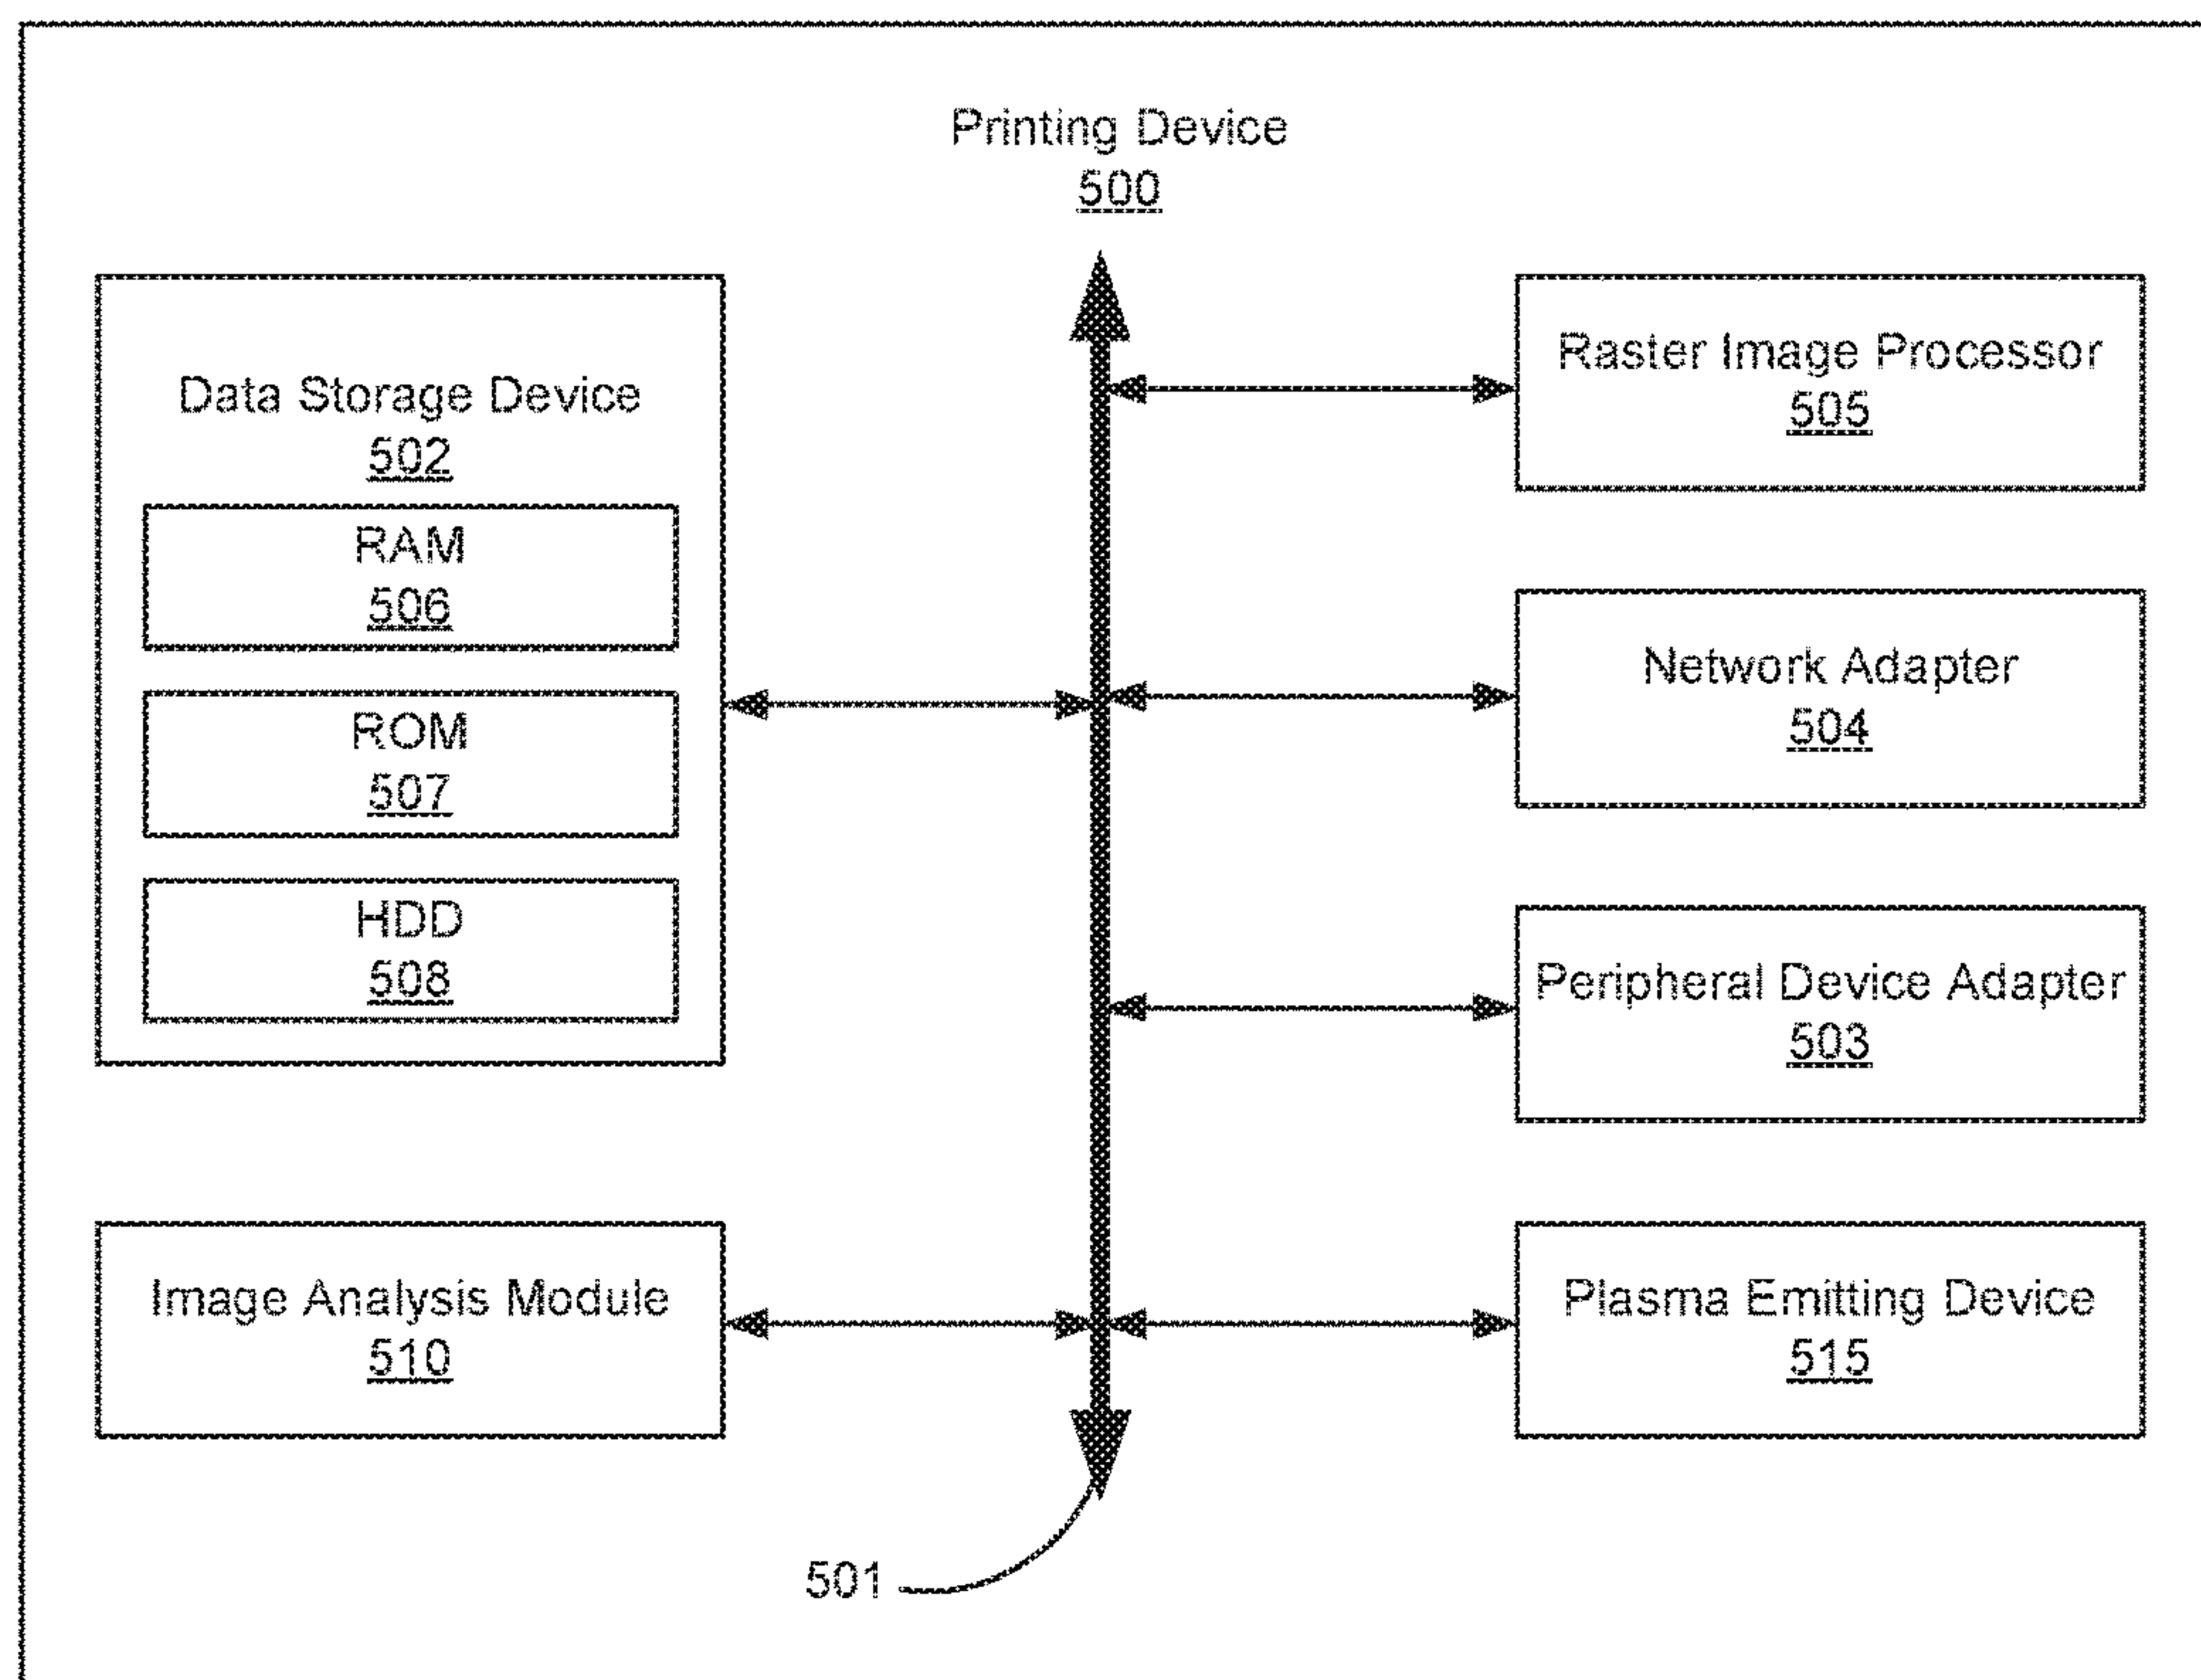 Printing Device
500
Data Storage Device
502
RAM
506
ROM
507
HDD
508
Image Analysis Module
510
Raster Image Processor
505
Network Adapter
504
Peripheral Device Adapter
503
Plasma Emitting Device
515
501